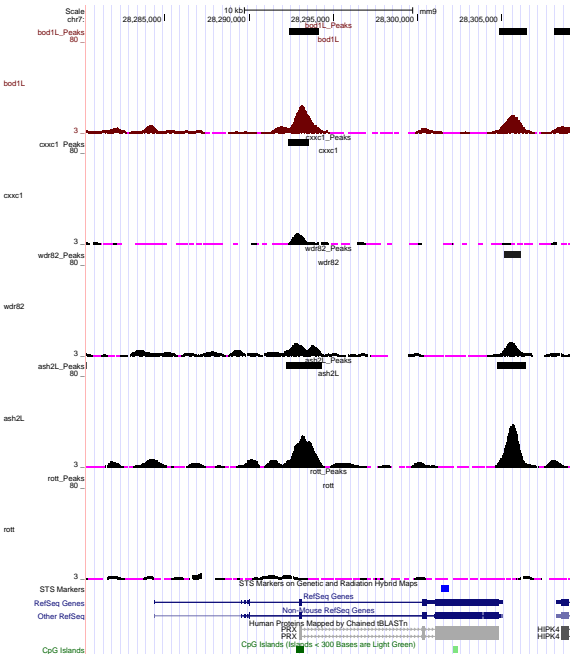 Scale 10 kb mm9
chr7: 28,285,000 28,290,000 28,295,000 28,300,000 28,305,000
bod1L_Peaks
bod1L_Peaks
80 bod1L
bod1L
3
cxxc1_Peaks
cxxc1_Peaks
80 cxxc1
cxxc1
3
wdr82_Peaks
wdr82_Peaks
80 wdr82
wdr82
3
ash2L_Peaks
ash2L_Peaks
80 ash2L
ash2L
3
rott_Peaks
rott_Peaks
80 rott
rott
3
STS Markers on Genetic and Radiation Hybrid Maps
STS Markers
RefSeq Genes
RefSeq Genes
Non-Mouse RefSeq Genes
Other RefSeq
Human Proteins Mapped by Chained tBLASTn
PRX HIPK4
PRX HIPK4
CpG Islands (Islands < 300 Bases are Light Green)
CpG Islands